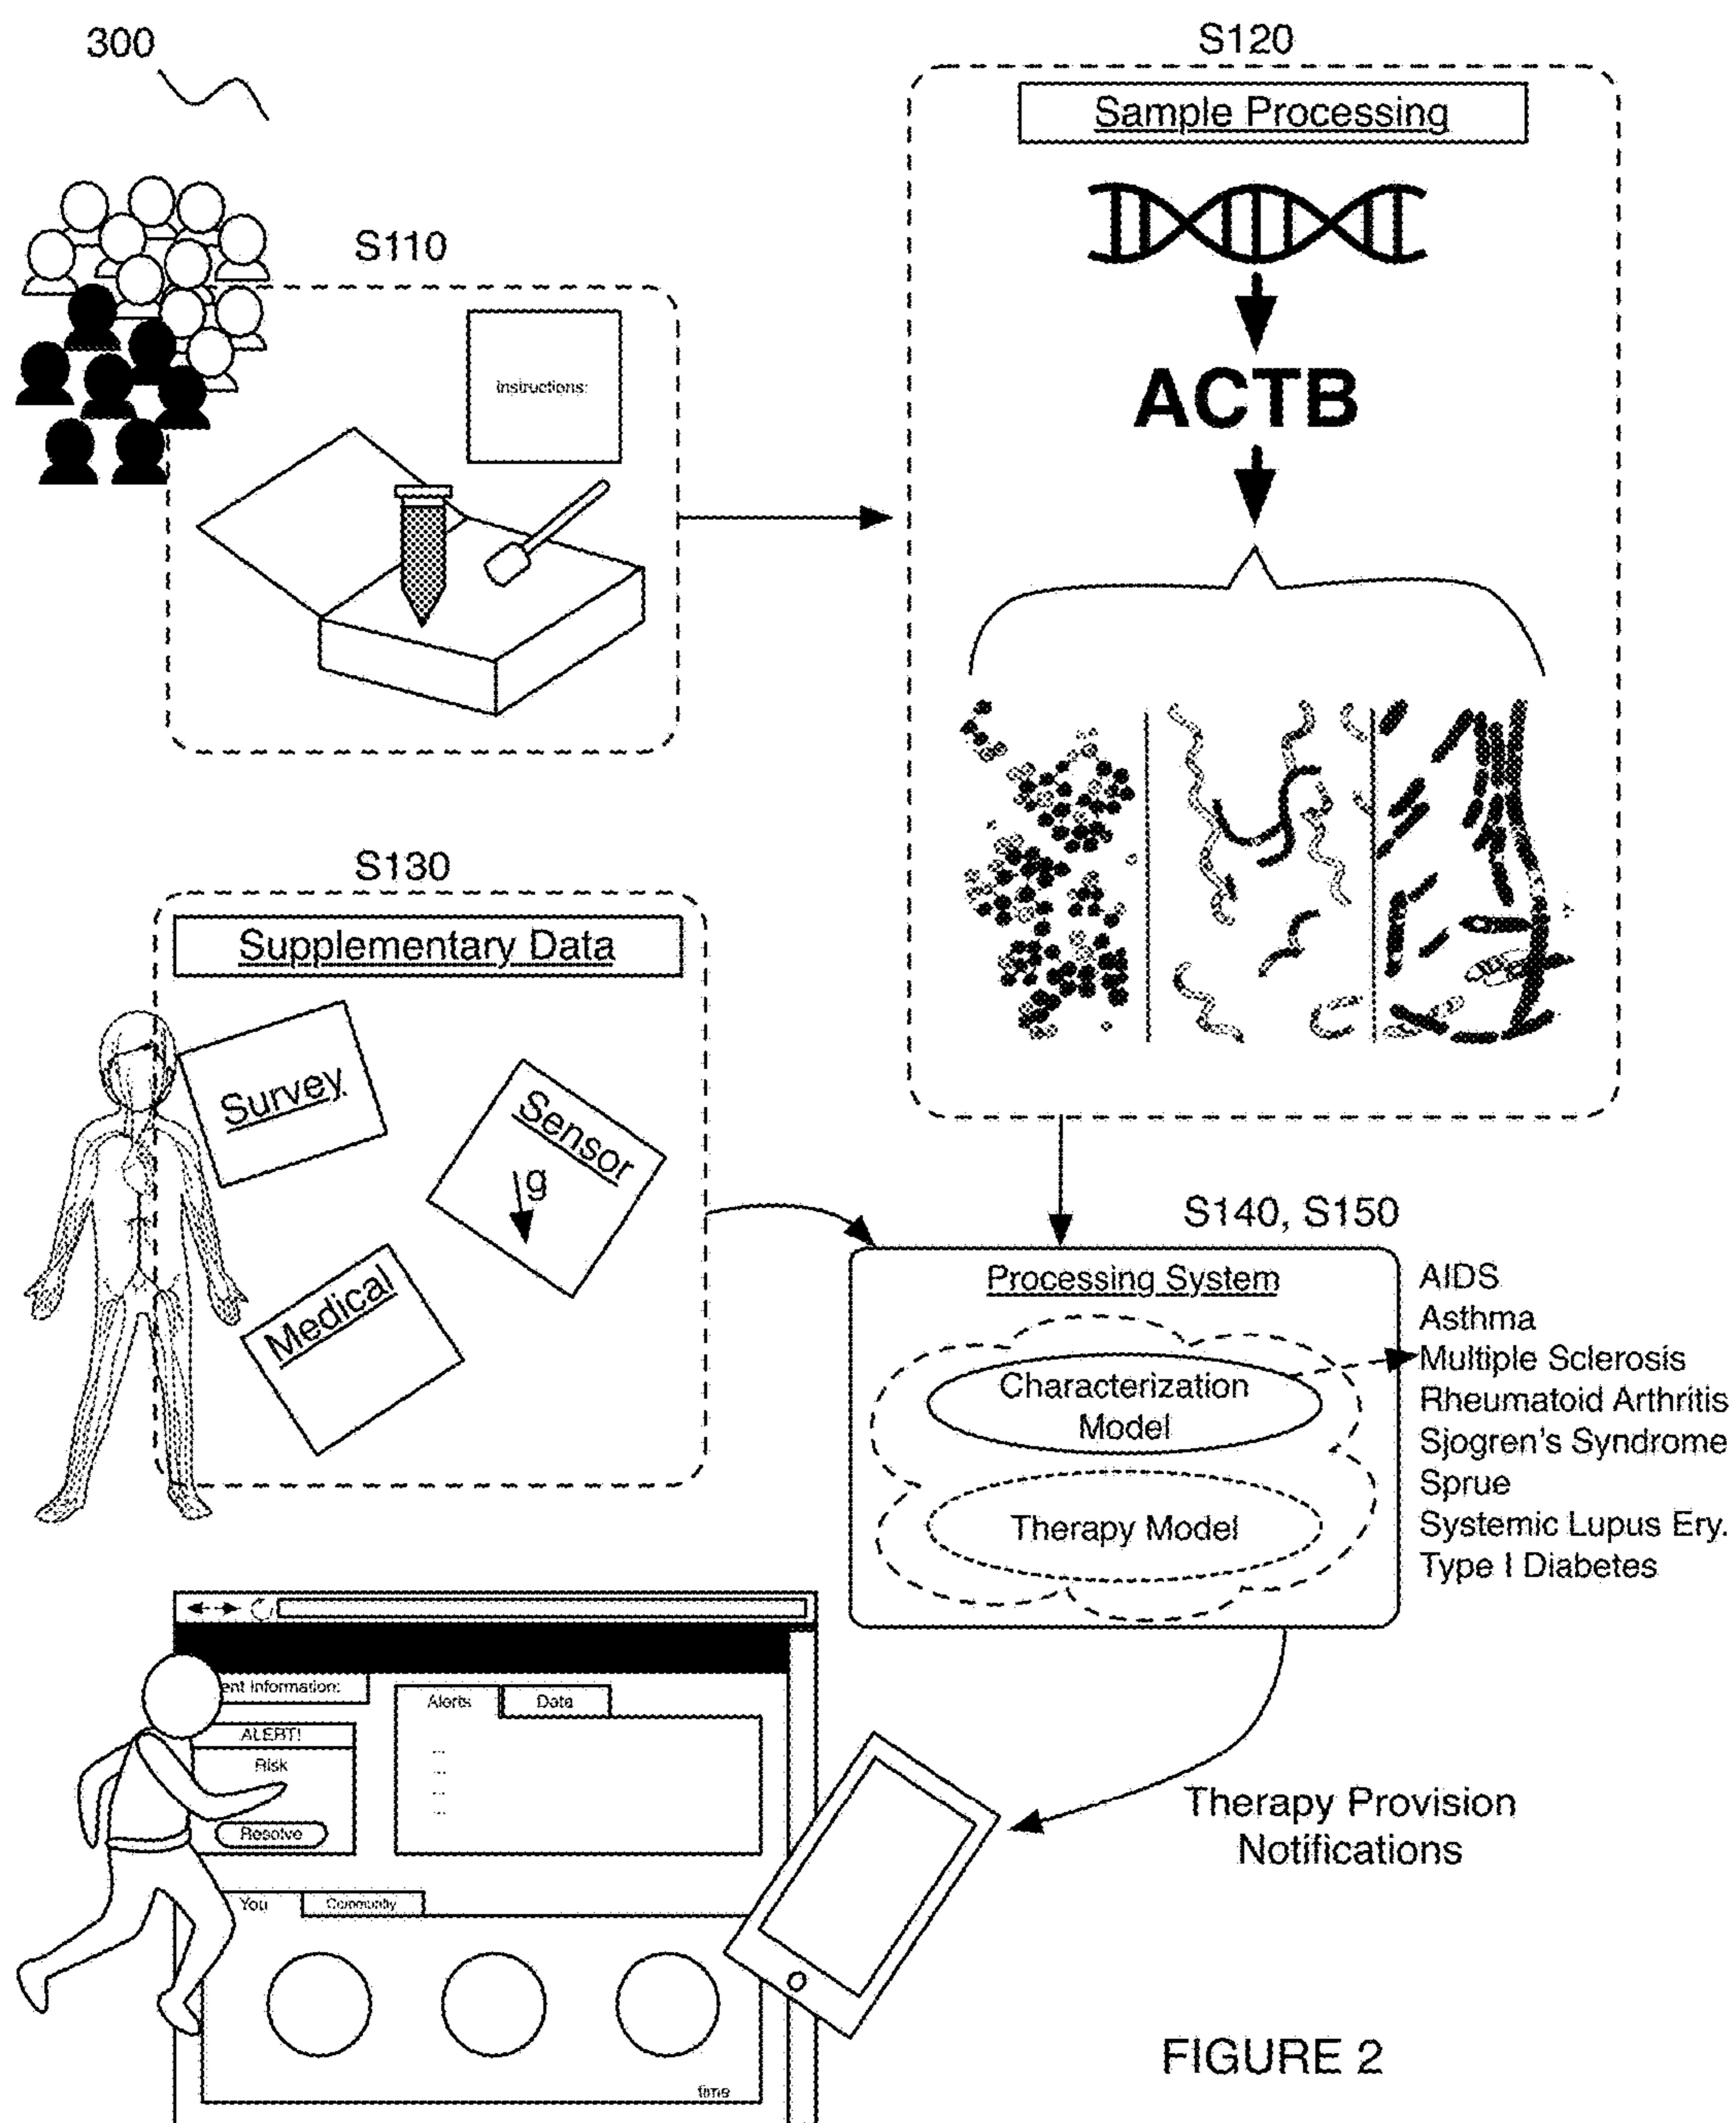 300
S120
Sample Processing
S110
Instructions:
ACTB
S130
Supplementary Data
Survey
Sensor
g
Medical
S140, S150
Processing System
Characterization
Model
Therapy Model
AIDS
Asthma
Multiple Sclerosis
Rheumatoid Arthritis
Sjogren's Syndrome
Sprue
Systemic Lupus Ery.
Type I Diabetes
ent Information:
Alerts
Data
ALERT!
Risk
...
...
...
...
Resolve
You
Community
time
Therapy Provision
Notifications
FIGURE 2